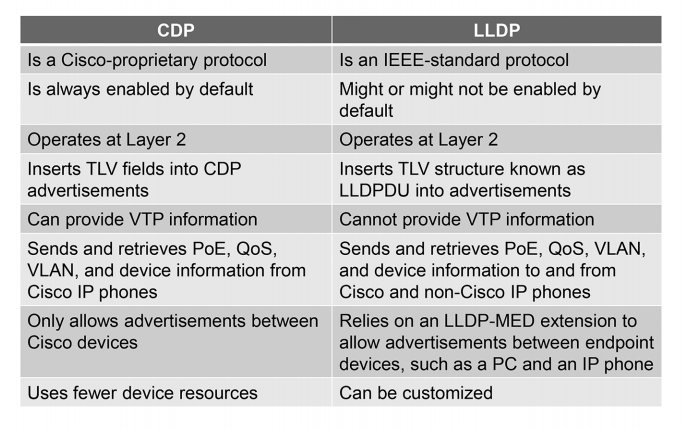 CDP LLDP
Is a Cisco-proprietary protocol Is an IEEE-standard protocol
Is always enabled by default Might or might not be enabled by
default
Operates at Layer 2 Operates at Layer 2
Inserts TLV fields into CDP Inserts TLV structure known as
advertisements LLDPDU into advertisements
Can provide VTP information Cannot provide VTP information
Sends and retrieves PoE, QoS, Sends and retrieves PoE, QoS, VLAN,
VLAN, and device information from and device information to and from
Cisco IP phones Cisco and non-Cisco IP phones
Only allows advertisements between Relies on an LLDP-MED extension to
Cisco devices allow advertisements between endpoint
devices, such as a PC and an IP phone
Uses fewer device resources Can be customized